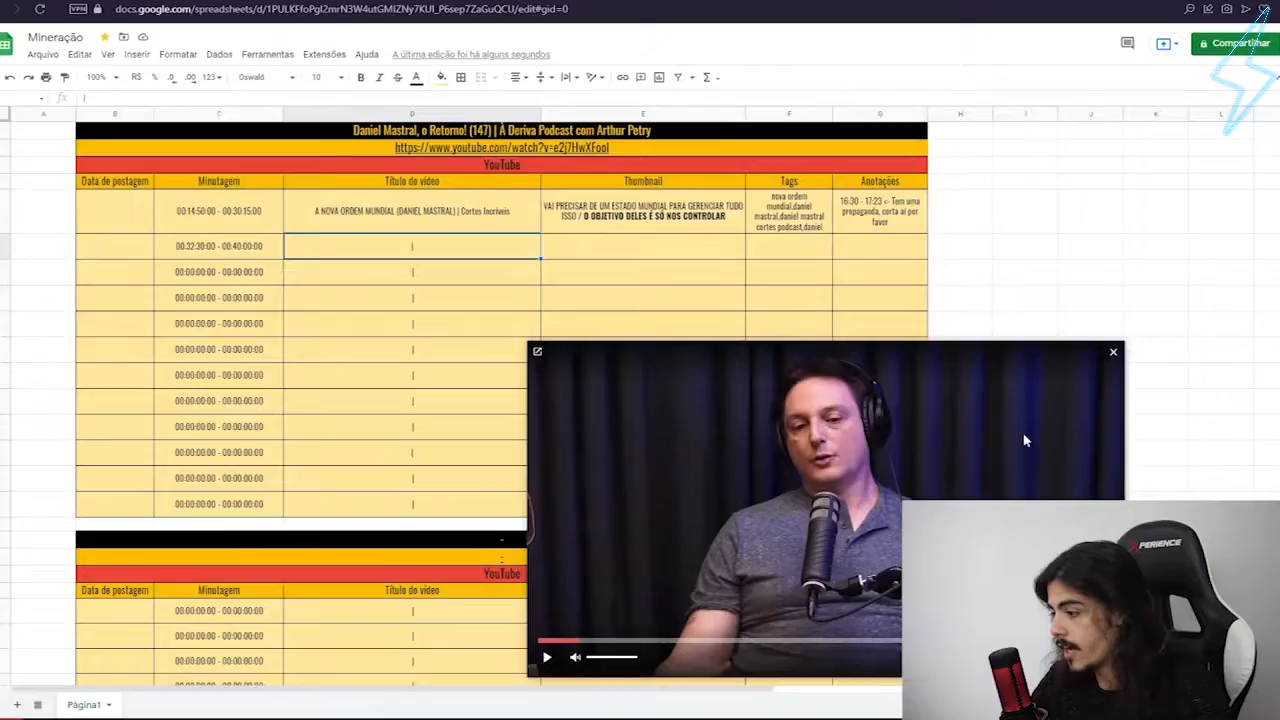 docs.google.com/spreadsheets/d/1PULKFfoPgI2mrN3W4utGMIZNy7KUI_P6sep7ZaGuQCU/edit#gid=0
VPN
Mineração
Arquivo Editar Ver Inserir Formatar Dados Ferramentas Extensões Ajuda A última edição foi há alguns segundos
Compartilhar
100% R$ % .0 .00 123 Oswald 10
fx |
A B C D E F G H I J K L
Daniel Mastral, o Retorno! (147) | À Deriva Podcast com Arthur Petry
https://www.youtube.com/watch?v=e2j7HwXFooI
YouTube
Data de postagem Minutagem Título do vídeo Thumbnail Tags Anotações
00:14:50:00 - 00:30:15:00
A NOVA ORDEM MUNDIAL (DANIEL MASTRAL) | Cortes Incríveis
VAI PRECISAR DE UM ESTADO MUNDIAL PARA GERENCIAR TUDO
ISSO / O OBJETIVO DELES É SÓ NOS CONTROLAR
nova ordem
mundial,daniel
mastral,daniel mastral
cortes podcast,daniel
16:30 - 17:23 <- Tem uma
propaganda, corta aí por
favor
00:32:30:00 - 00:40:00:00 |
00:00:00:00 - 00:00:00:00 |
00:00:00:00 - 00:00:00:00 |
00:00:00:00 - 00:00:00:00 |
00:00:00:00 - 00:00:00:00 |
00:00:00:00 - 00:00:00:00 |
00:00:00:00 - 00:00:00:00 |
00:00:00:00 - 00:00:00:00 |
00:00:00:00 - 00:00:00:00 |
00:00:00:00 - 00:00:00:00 |
00:00:00:00 - 00:00:00:00 |
-
-
YouTube
Data de postagem Minutagem Título do vídeo
00:00:00:00 - 00:00:00:00 |
00:00:00:00 - 00:00:00:00 |
00:00:00:00 - 00:00:00:00 |
XPERIENCE
Página1